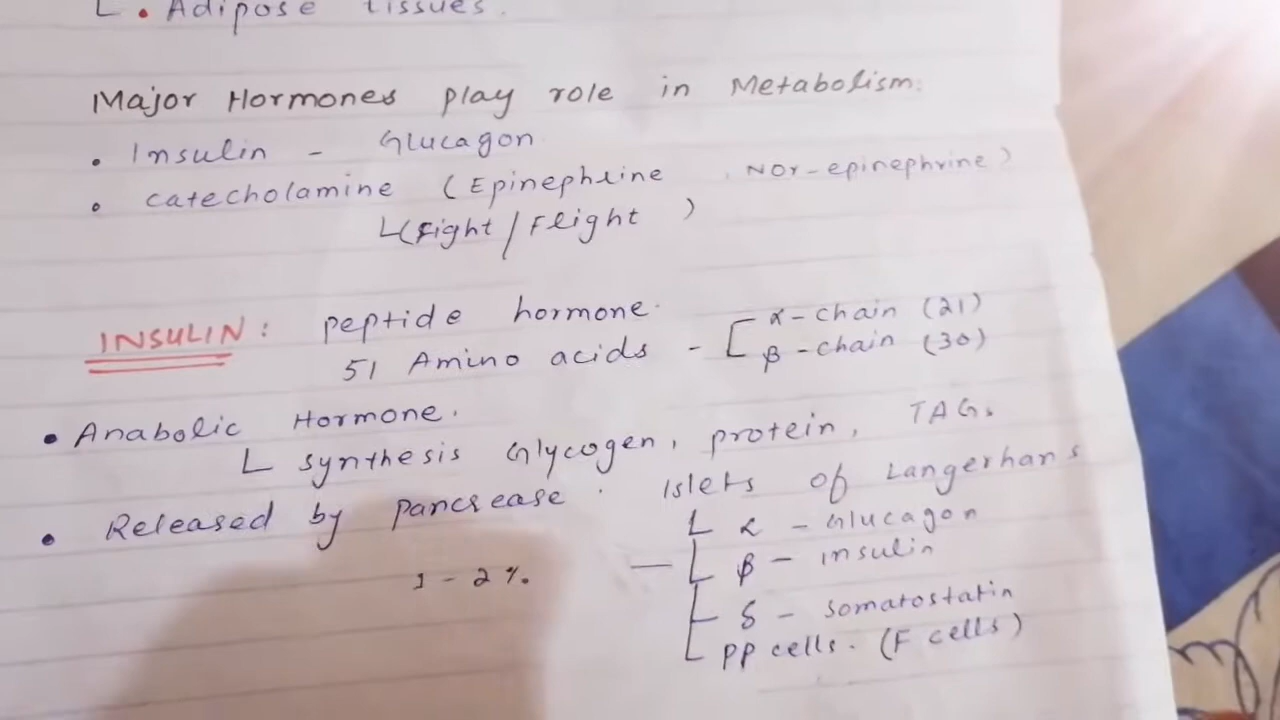 L • Adipose tissues.
Major Hormones play role in Metabolism.
• Insulin - Glucagon
• catecholamine (Epinephrine, Nor-epinephrine)
L(Fight/Flight)
INSULIN: peptide hormone.
51 Amino acids - [ α-chain (21)
β-chain (30)
• Anabolic Hormone.
L synthesis Glycogen, protein, TAG.
• Released by pancrease. Islets of Langerhans
L α - Glucagon
1-2% — L β - insulin
L δ - somatostatin
L PP cells. (F cells)